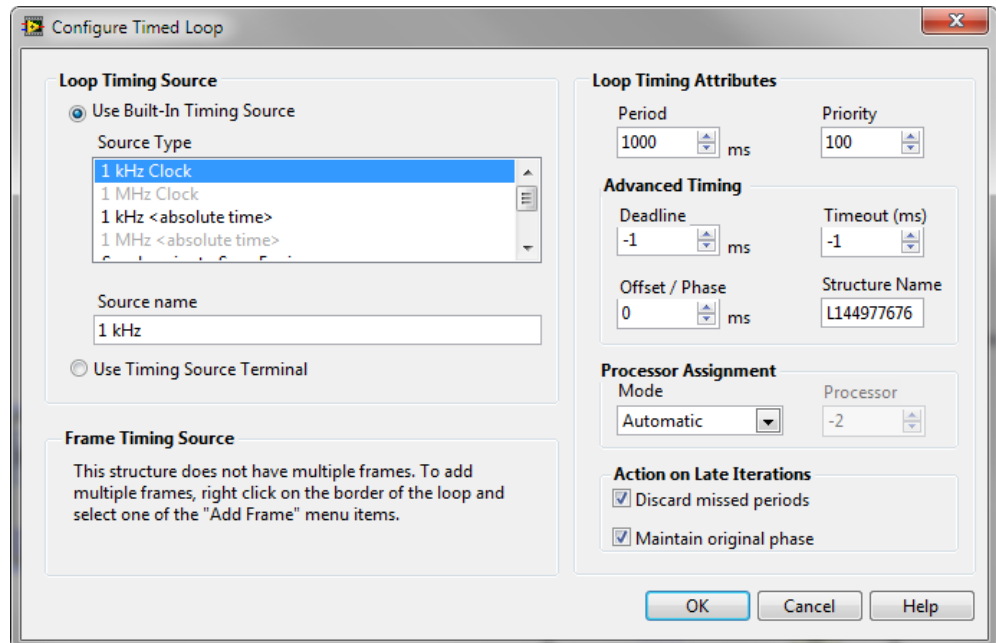 Configure Timed Loop
Loop Timing Source
Use Built-In Timing Source
Source Type
1 kHz Clock
1 MHz Clock
1 kHz <absolute time>
1 MHz <absolute time>
Source name
1 kHz
Use Timing Source Terminal
Frame Timing Source
This structure does not have multiple frames. To add
multiple frames, right click on the border of the loop and
select one of the "Add Frame" menu items.
Loop Timing Attributes
Period Priority
1000 ms 100
Advanced Timing
Deadline Timeout (ms)
-1 ms -1
Offset / Phase Structure Name
0 ms L144977676
Processor Assignment
Mode Processor
Automatic -2
Action on Late Iterations
Discard missed periods
Maintain original phase
OK Cancel Help